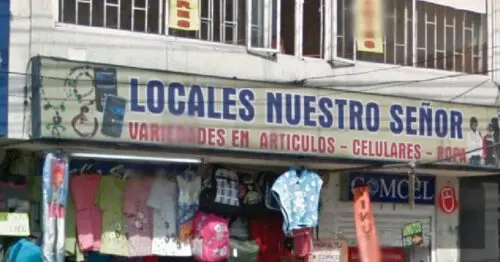 LOCALES NUESTRO SEÑOR
VARIEDADES EN ARTICULOS - CELULARES - ROPA
COMCEL